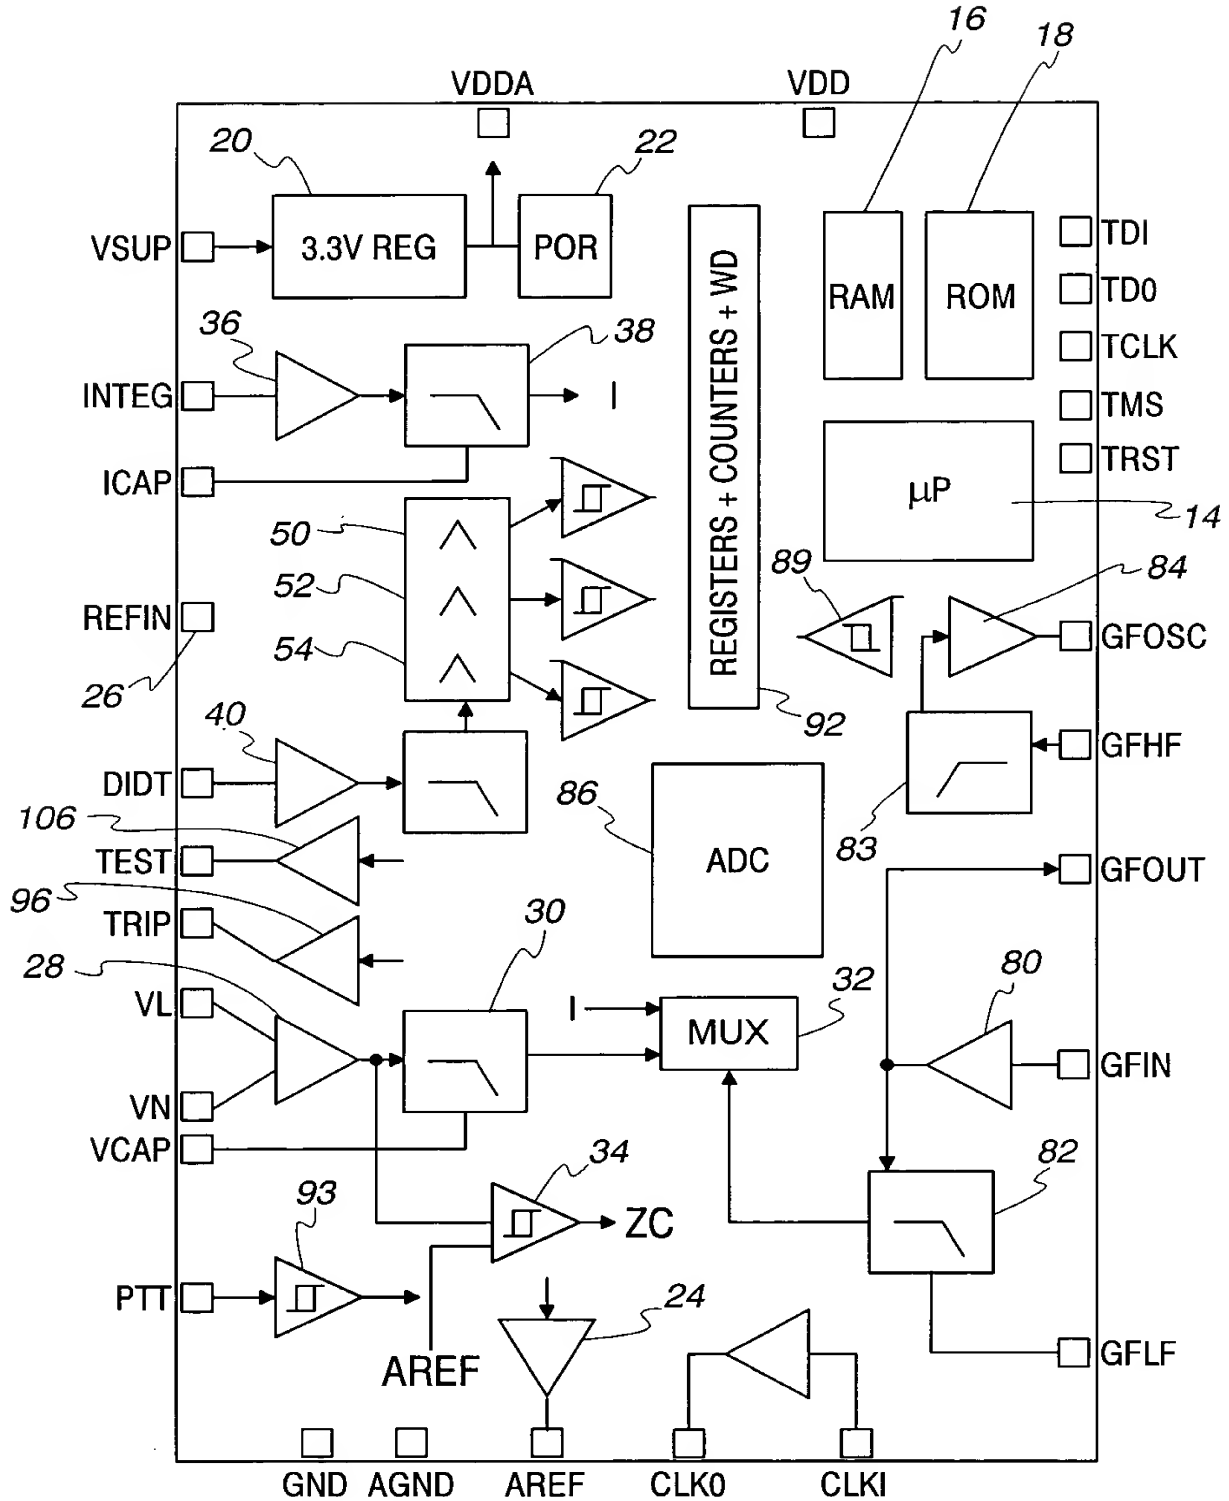 16
18
VDDA
VDD
20
22
VSUP
3.3V REG
POR
REGISTERS + COUNTERS + WD
RAM
ROM
TDI
TD0
TCLK
TMS
TRST
36
38
INTEG
I
ICAP
50
52
54
µP
14
89
84
REFIN
26
GFOSC
92
40
DIDT
GFHF
83
106
TEST
86
ADC
GFOUT
96
TRIP
30
28
VL
I
MUX
32
80
GFIN
VN
VCAP
34
82
93
ZC
PTT
24
AREF
GFLF
GND
AGND
AREF
CLK0
CLKI